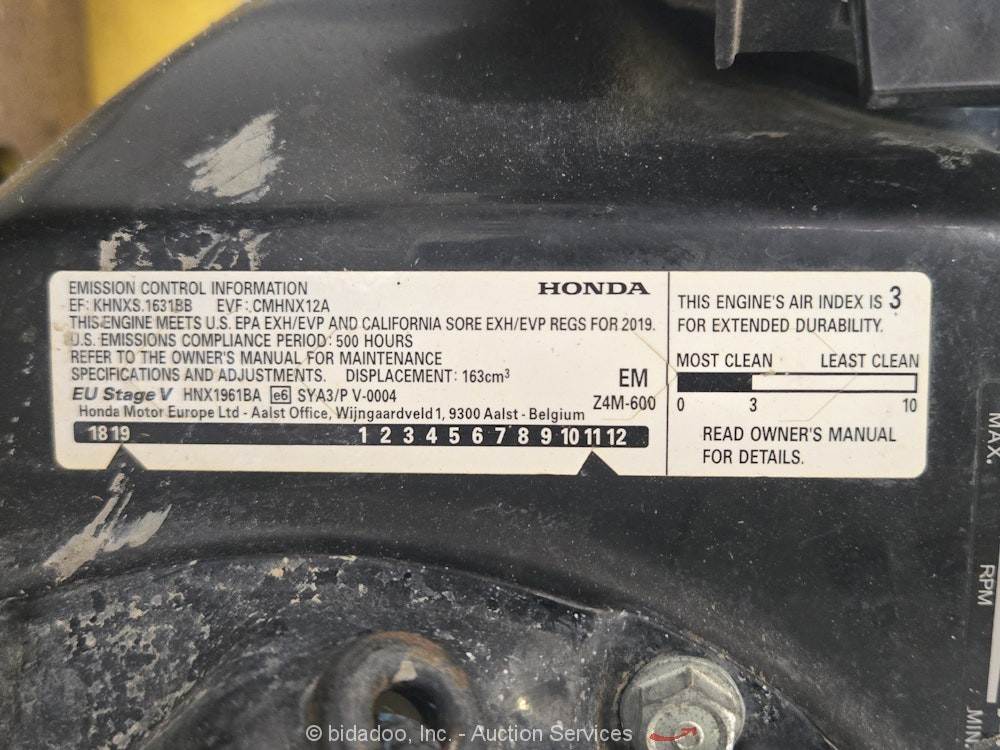 EMISSION CONTROL INFORMATION
HONDA
EF: KHNXS.1631BB EVF: CMHNX12A
THIS ENGINE MEETS U.S. EPA EXH/EVP AND CALIFORNIA SORE EXH/EVP REGS FOR 2019.
U.S. EMISSIONS COMPLIANCE PERIOD: 500 HOURS
REFER TO THE OWNER'S MANUAL FOR MAINTENANCE
SPECIFICATIONS AND ADJUSTMENTS. DISPLACEMENT: 163cm³
EM
EU Stage V HNX1961BA e6 SYA3/P V-0004
Z4M-600
Honda Motor Europe Ltd - Aalst Office, Wijngaardveld 1, 9300 Aalst - Belgium
18 19 1 2 3 4 5 6 7 8 9 10 11 12
THIS ENGINE'S AIR INDEX IS 3
FOR EXTENDED DURABILITY.
MOST CLEAN LEAST CLEAN
0 3 10
READ OWNER'S MANUAL
FOR DETAILS.
MAX.
RPM
MIN.
© bidadoo, Inc. - Auction Services